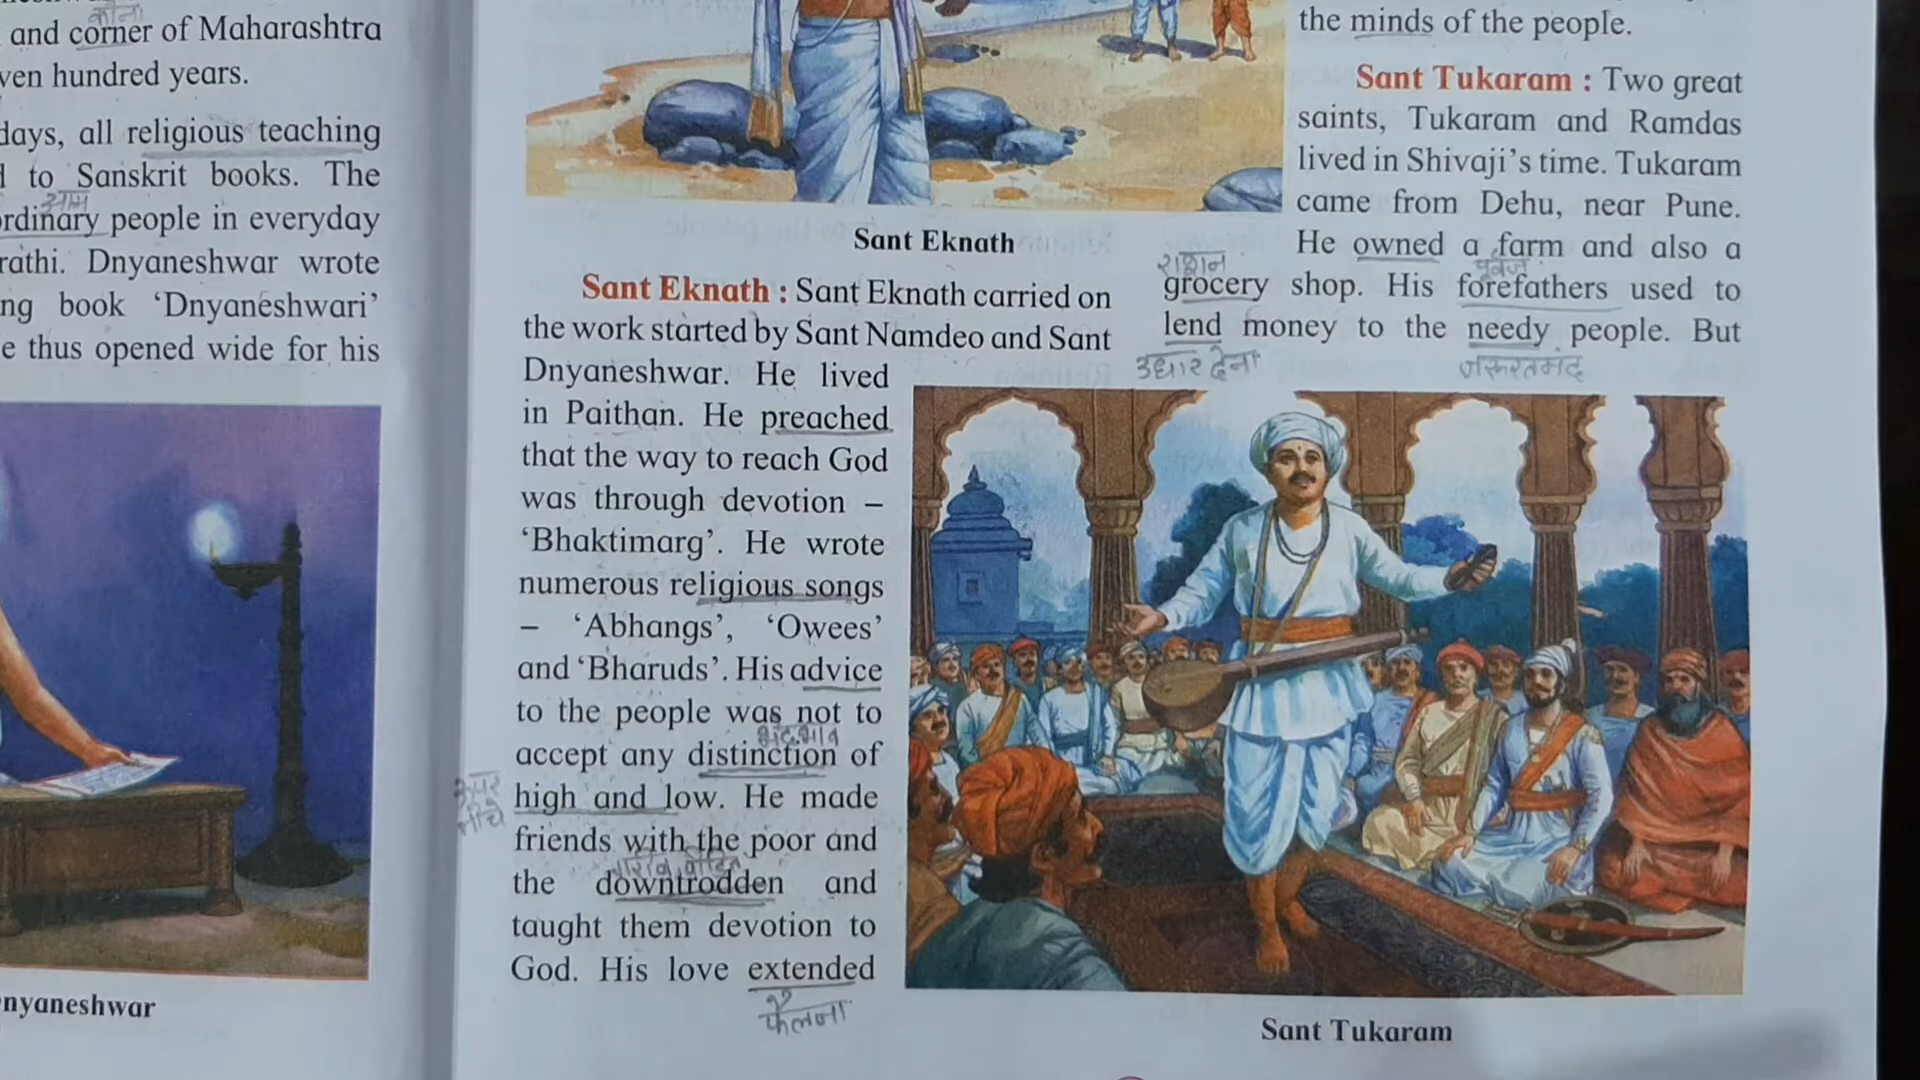 कोना
and corner of Maharashtra
ven hundred years.
days, all religious teaching
to Sanskrit books. The
आम
ordinary people in everyday
rathi. Dnyaneshwar wrote
ng book ‘Dnyaneshwari’
e thus opened wide for his
nyaneshwar
Sant Eknath
Sant Eknath : Sant Eknath carried on
the work started by Sant Namdeo and Sant
Dnyaneshwar. He lived
in Paithan. He preached
that the way to reach God
was through devotion –
‘Bhaktimarg’. He wrote
numerous religious songs
– ‘Abhangs’, ‘Owees’
and ‘Bharuds’. His advice
to the people was not to
भेदभाव
accept any distinction of
ऊपर
नीचे
high and low. He made
friends with the poor and
the downtrodden and
taught them devotion to
God. His love extended
फैलना
the minds of the people.
Sant Tukaram : Two great
saints, Tukaram and Ramdas
lived in Shivaji’s time. Tukaram
came from Dehu, near Pune.
He owned a farm and also a
राशन पूर्वज
grocery shop. His forefathers used to
lend money to the needy people. But
उधार देना जरूरतमंद
Sant Tukaram